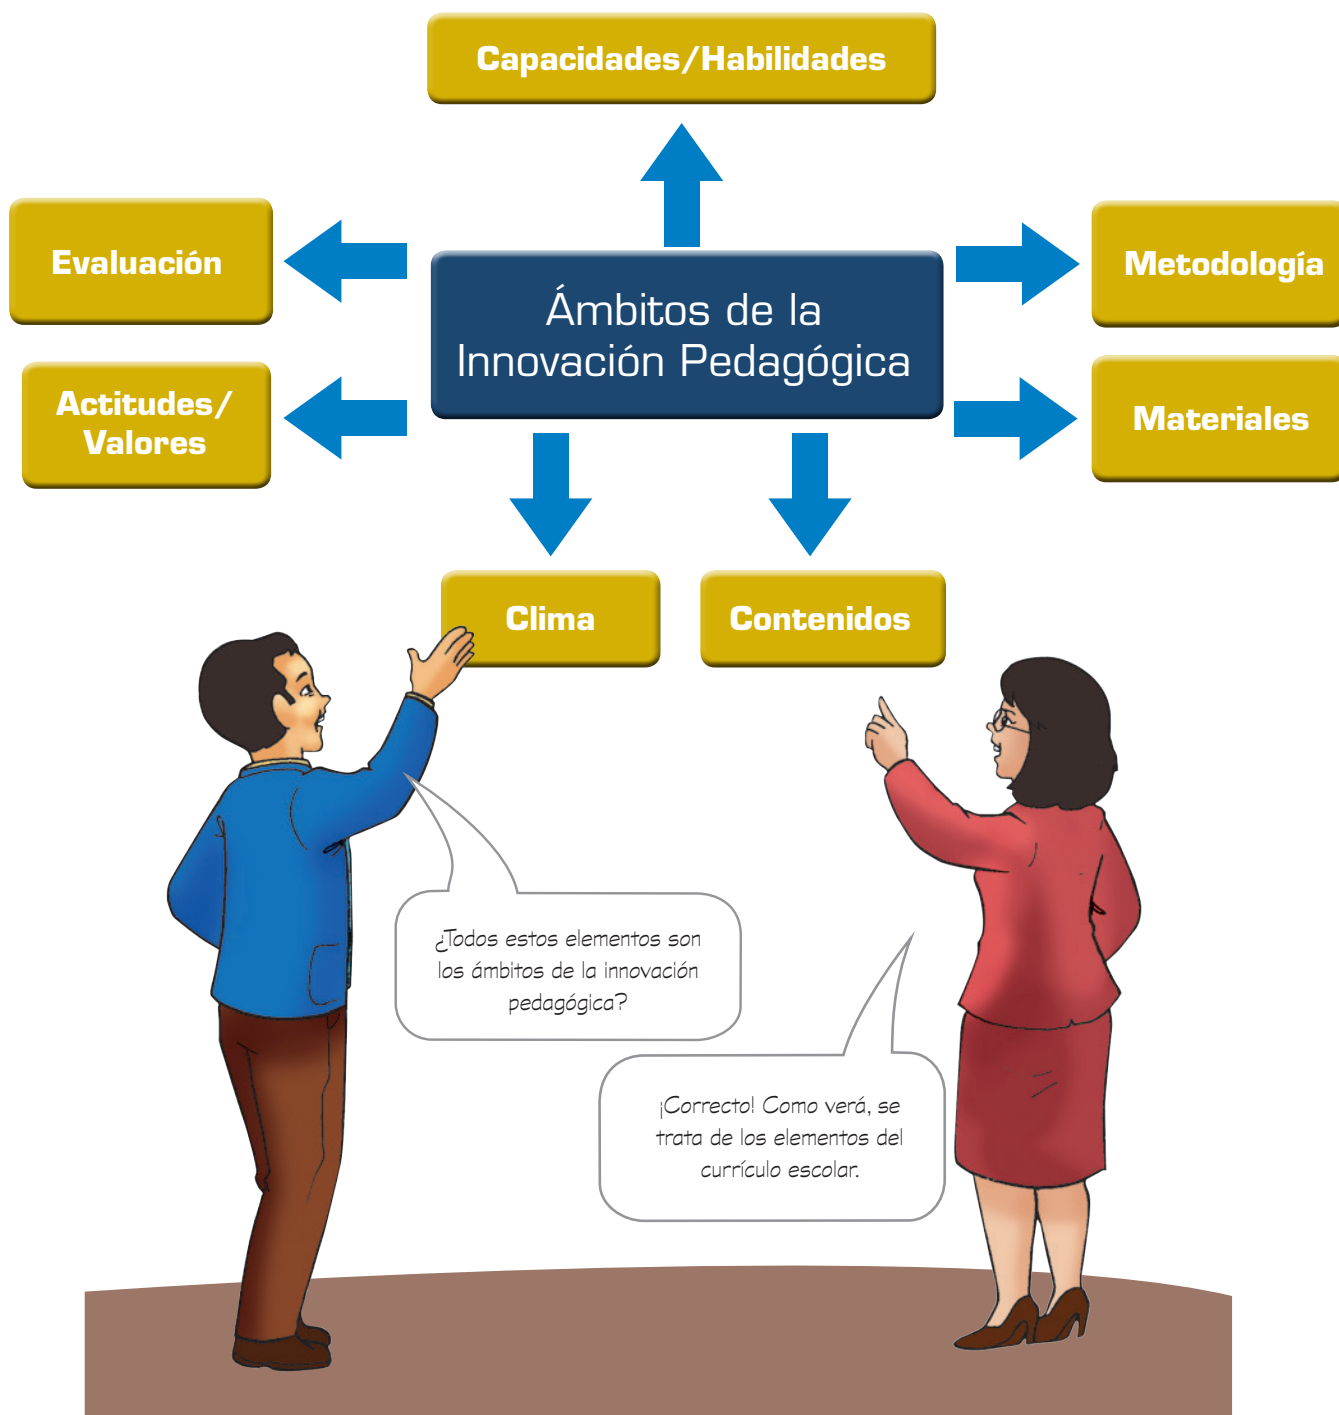 Capacidades/Habilidades
Evaluación
Ámbitos de la
Innovación Pedagógica
Metodología
Actitudes/
Valores
Materiales
Clima
Contenidos
¿Todos estos elementos son
los ámbitos de la innovación
pedagógica?
¡Correcto! Como verá, se
trata de los elementos del
currículo escolar.